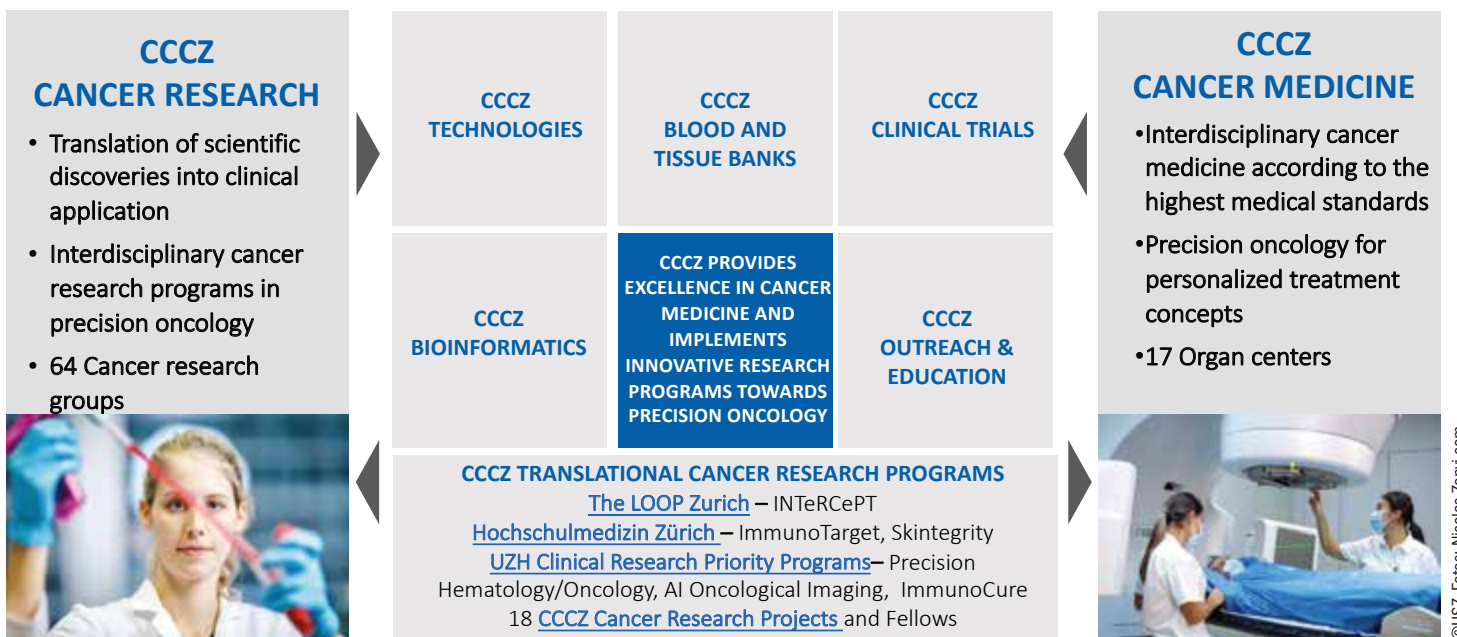 CCCZ
CANCER RESEARCH
• Translation of scientific
discoveries into clinical
application
• Interdisciplinary cancer
research programs in
precision oncology
• 64 Cancer research
groups
CCCZ
TECHNOLOGIES
CCCZ
BLOOD AND
TISSUE BANKS
CCCZ
CLINICAL TRIALS
CCCZ
BIOINFORMATICS
CCCZ PROVIDES
EXCELLENCE IN CANCER
MEDICINE AND
IMPLEMENTS
INNOVATIVE RESEARCH
PROGRAMS TOWARDS
PRECISION ONCOLOGY
CCCZ
OUTREACH &
EDUCATION
CCCZ TRANSLATIONAL CANCER RESEARCH PROGRAMS
The LOOP Zurich – INTeRCePT
Hochschulmedizin Zürich – ImmunoTarget, Skintegrity
UZH Clinical Research Priority Programs– Precision
Hematology/Oncology, AI Oncological Imaging, ImmunoCure
18 CCCZ Cancer Research Projects and Fellows
CCCZ
CANCER MEDICINE
•Interdisciplinary cancer
medicine according to the
highest medical standards
•Precision oncology for
personalized treatment
concepts
•17 Organ centers